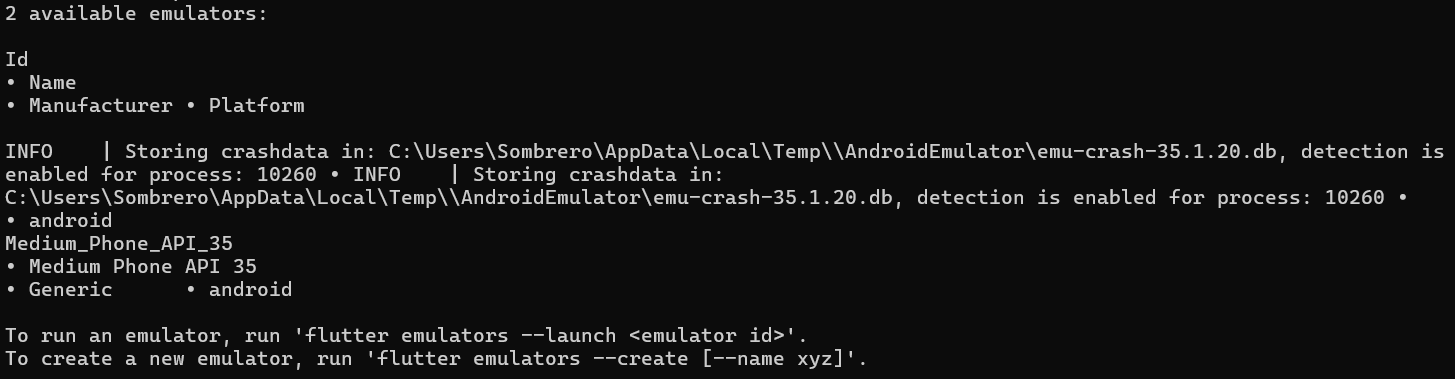 2 available emulators:
Id
• Name
• Manufacturer • Platform
INFO    | Storing crashdata in: C:\Users\Sombrero\AppData\Local\Temp\\AndroidEmulator\emu-crash-35.1.20.db, detection is
enabled for process: 10260 • INFO    | Storing crashdata in:
C:\Users\Sombrero\AppData\Local\Temp\\AndroidEmulator\emu-crash-35.1.20.db, detection is enabled for process: 10260 •
• android
Medium_Phone_API_35
• Medium Phone API 35
• Generic      • android
To run an emulator, run 'flutter emulators --launch <emulator id>'.
To create a new emulator, run 'flutter emulators --create [--name xyz]'.